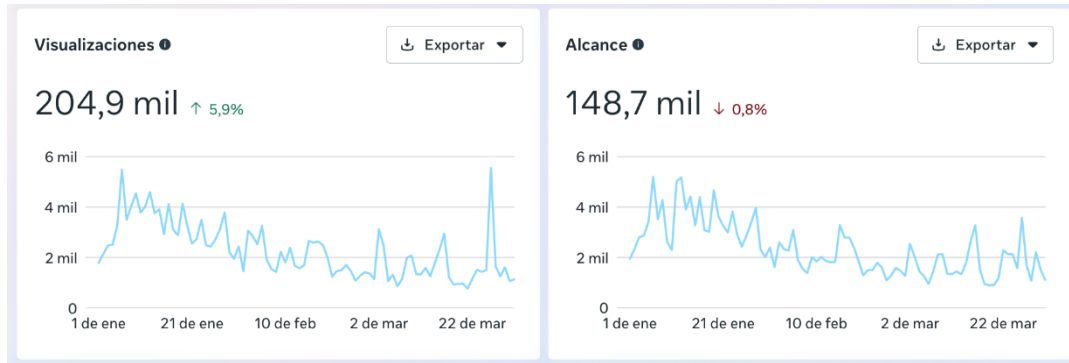 Visualizaciones
Exportar
204,9 mil ↑ 5,9%
6 mil
4 mil
2 mil
0
1 de ene 21 de ene 10 de feb 2 de mar 22 de mar
Alcance
Exportar
148,7 mil ↓ 0,8%
6 mil
4 mil
2 mil
0
1 de ene 21 de ene 10 de feb 2 de mar 22 de mar